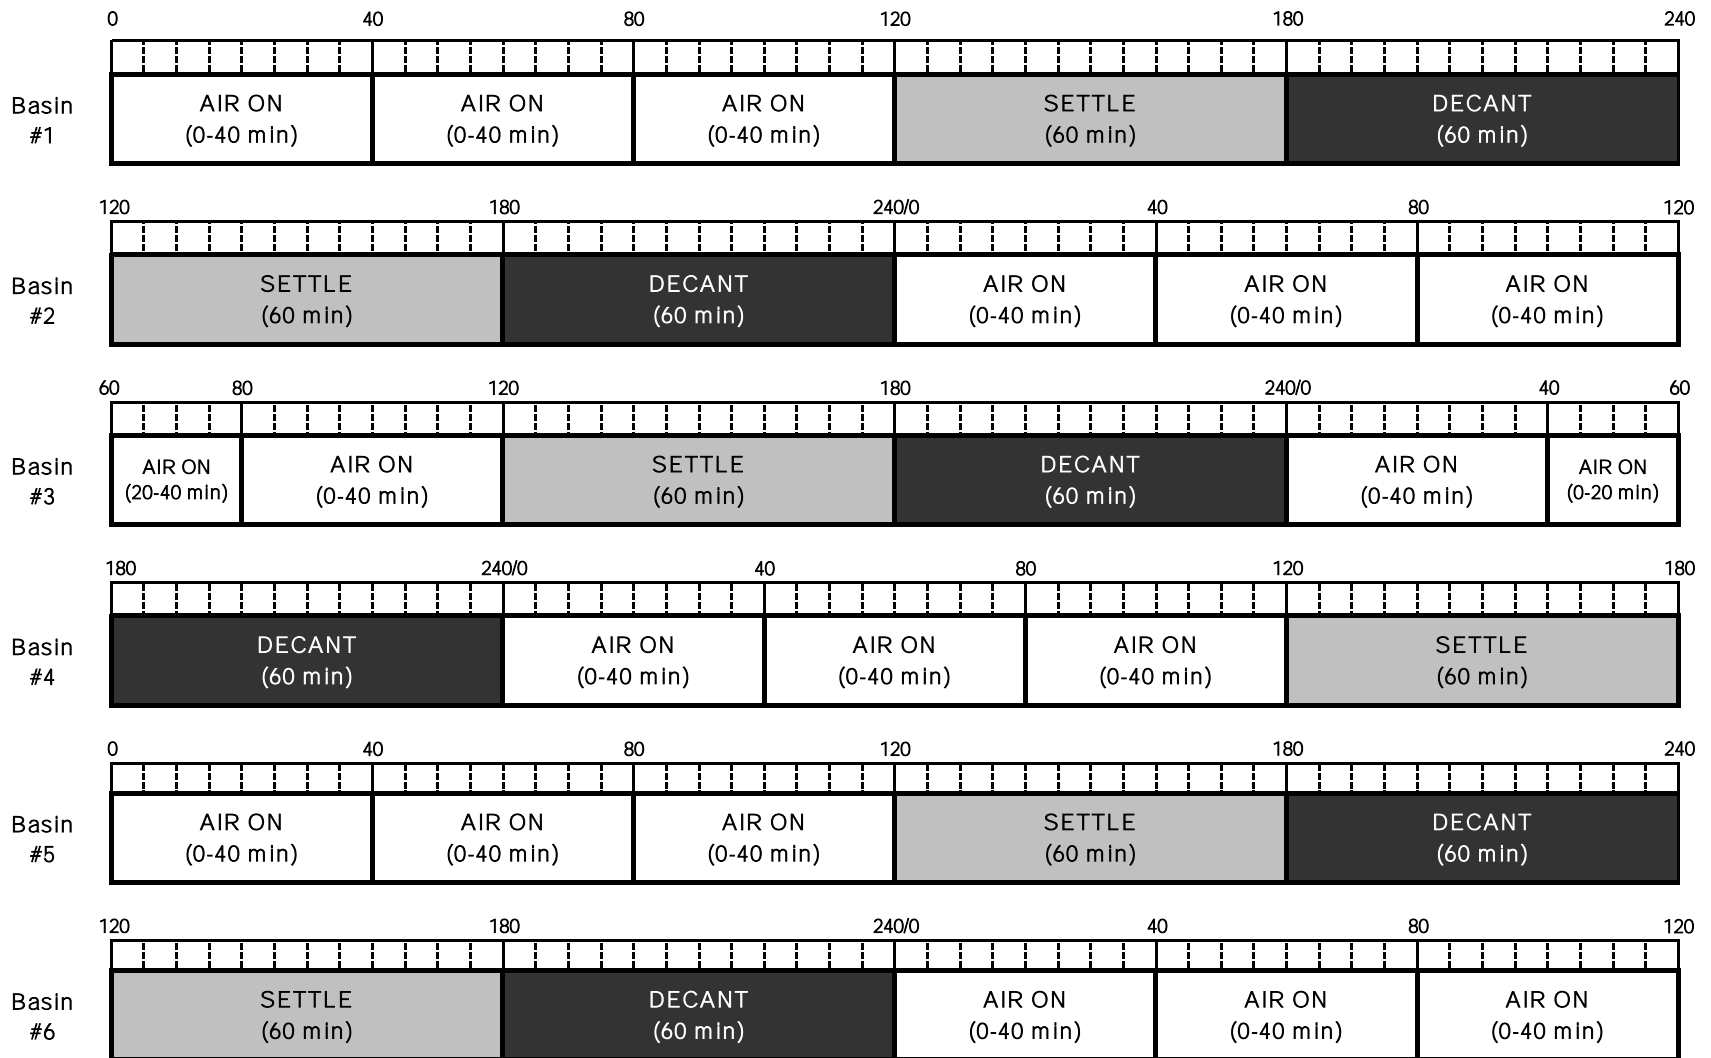 0 40 80 120 180 240
Basin #1
AIR ON (0-40 min)
AIR ON (0-40 min)
AIR ON (0-40 min)
SETTLE (60 min)
DECANT (60 min)
120 180 240/0 40 80 120
Basin #2
SETTLE (60 min)
DECANT (60 min)
AIR ON (0-40 min)
AIR ON (0-40 min)
AIR ON (0-40 min)
60 80 120 180 240/0 40 60
Basin #3
AIR ON (20-40 min)
AIR ON (0-40 min)
SETTLE (60 min)
DECANT (60 min)
AIR ON (0-40 min)
AIR ON (0-20 min)
180 240/0 40 80 120 180
Basin #4
DECANT (60 min)
AIR ON (0-40 min)
AIR ON (0-40 min)
AIR ON (0-40 min)
SETTLE (60 min)
0 40 80 120 180 240
Basin #5
AIR ON (0-40 min)
AIR ON (0-40 min)
AIR ON (0-40 min)
SETTLE (60 min)
DECANT (60 min)
120 180 240/0 40 80 120
Basin #6
SETTLE (60 min)
DECANT (60 min)
AIR ON (0-40 min)
AIR ON (0-40 min)
AIR ON (0-40 min)